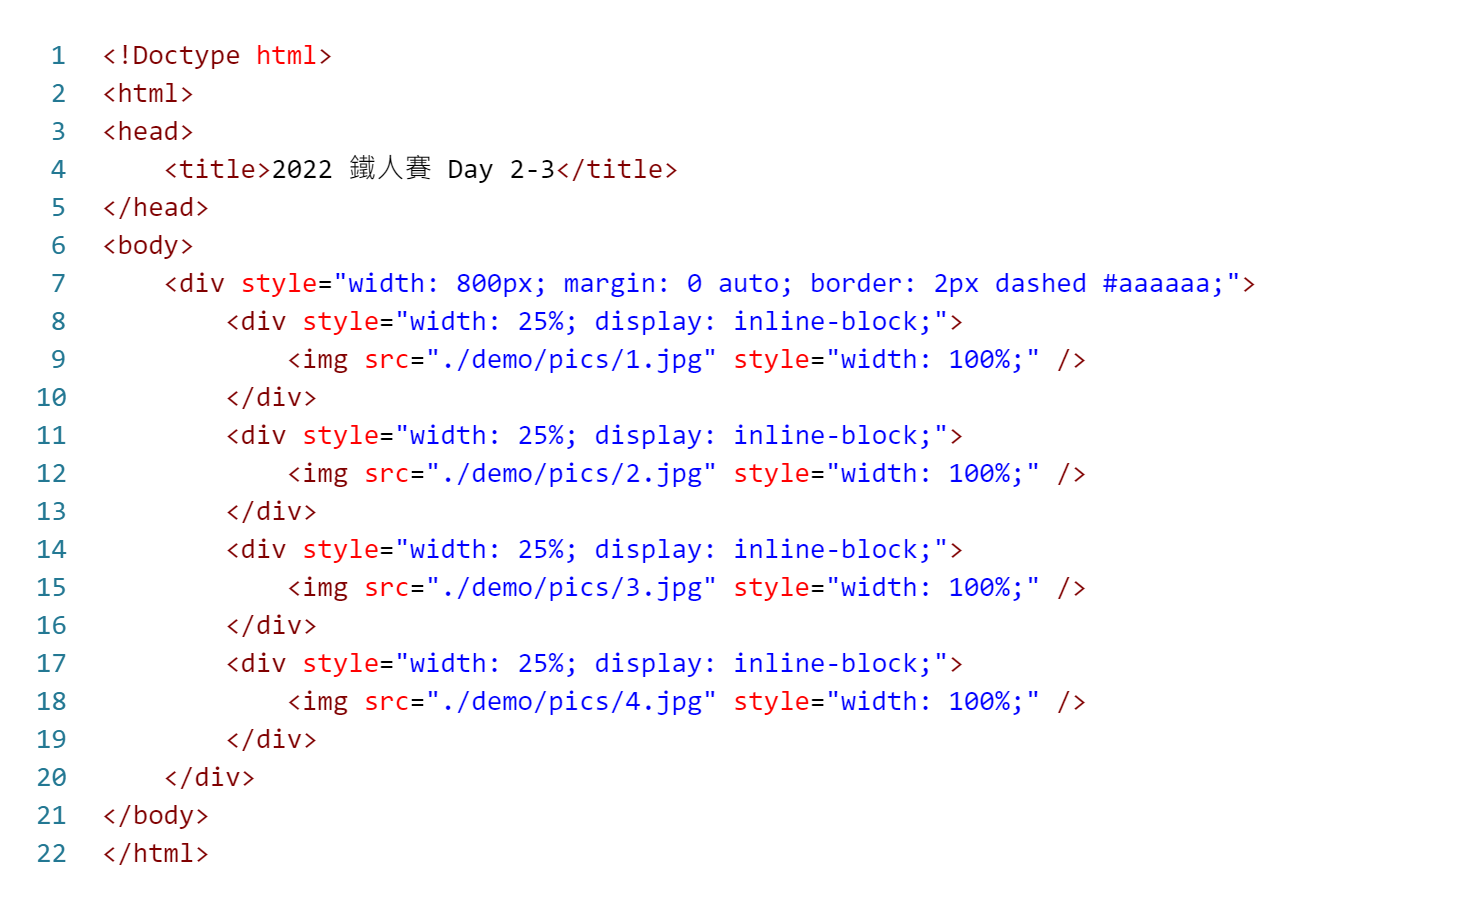 1 <!Doctype html>
2 <html>
3 <head>
4     <title>2022 鐵人賽 Day 2-3</title>
5 </head>
6 <body>
7     <div style="width: 800px; margin: 0 auto; border: 2px dashed #aaaaaa;">
8         <div style="width: 25%; display: inline-block;">
9             <img src="./demo/pics/1.jpg" style="width: 100%;" />
10         </div>
11         <div style="width: 25%; display: inline-block;">
12             <img src="./demo/pics/2.jpg" style="width: 100%;" />
13         </div>
14         <div style="width: 25%; display: inline-block;">
15             <img src="./demo/pics/3.jpg" style="width: 100%;" />
16         </div>
17         <div style="width: 25%; display: inline-block;">
18             <img src="./demo/pics/4.jpg" style="width: 100%;" />
19         </div>
20     </div>
21 </body>
22 </html>